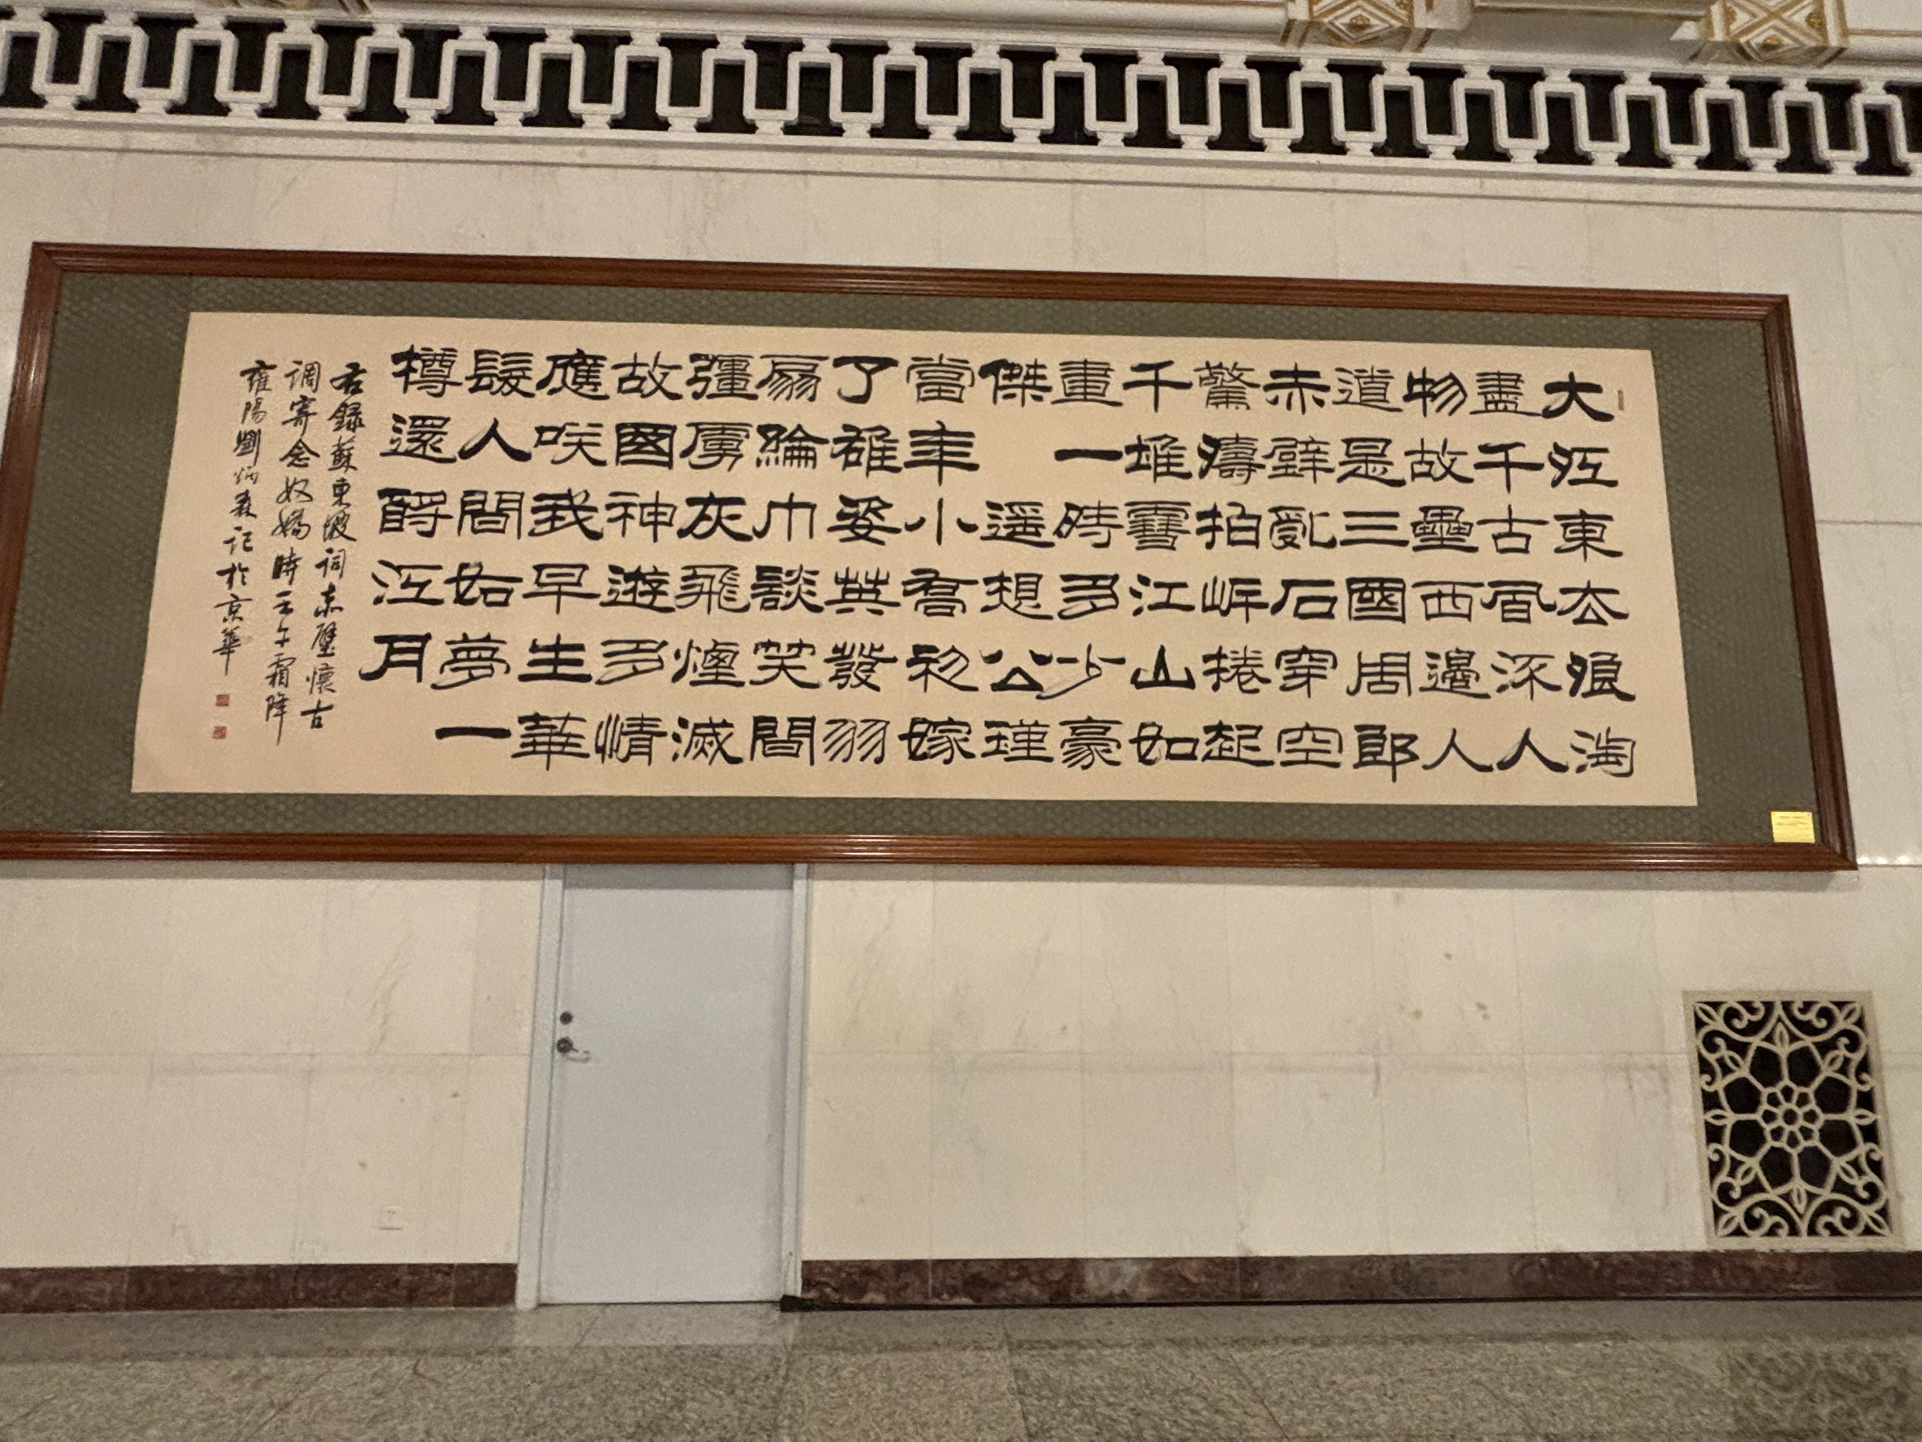 大江東去浪淘
盡千古風流人
物故壘西邊人
道是三國周郎
赤壁亂石穿空
驚濤拍岸捲起
千堆雪江山如
畫一時多少豪
傑 遥想公瑾
當年小喬初嫁
了雄姿英發羽
扇綸巾談笑間
彊虜灰飛煙滅
故國神遊多情
應咲我早生華
髮人間如夢一
樽還酹江月
右録蘇東坡词赤壁懷古
调寄念奴嬌時壬午霜降
雍陽劉炳森记於京華